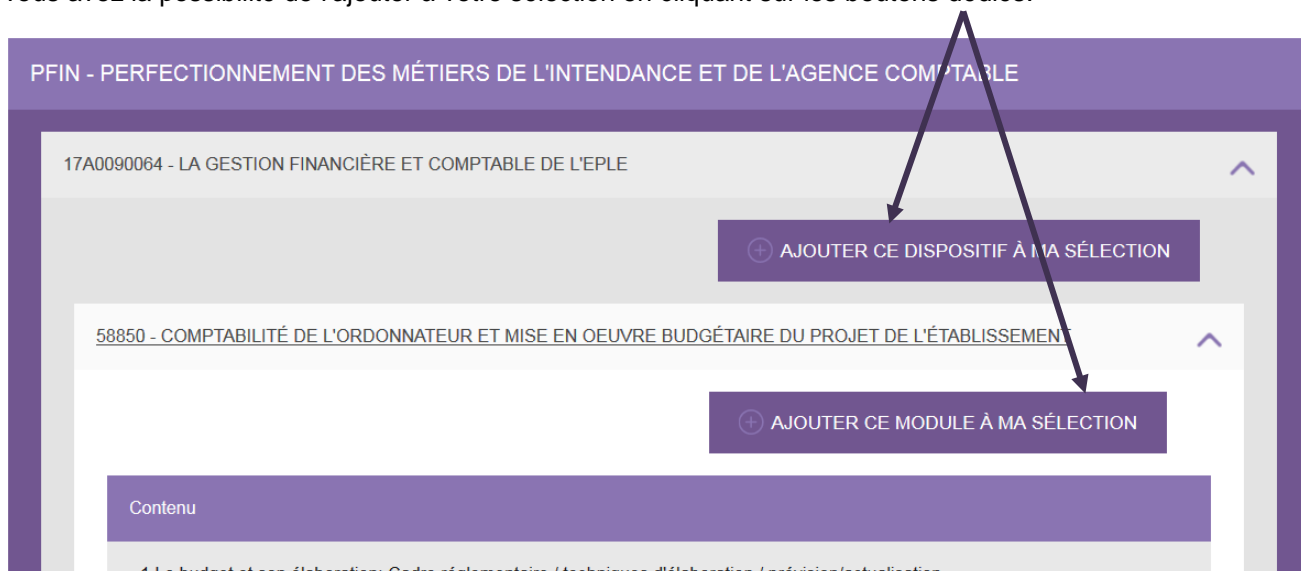 PFIN - PERFECTIONNEMENT DES MÉTIERS DE L'INTENDANCE ET DE L'AGENCE COMPTABLE
17A0090064 - LA GESTION FINANCIÈRE ET COMPTABLE DE L'EPLE
AJOUTER CE DISPOSITIF À MA SÉLECTION
58850 - COMPTABILITÉ DE L'ORDONNATEUR ET MISE EN OEUVRE BUDGÉTAIRE DU PROJET DE L'ÉTABLISSEMENT
AJOUTER CE MODULE À MA SÉLECTION
Contenu